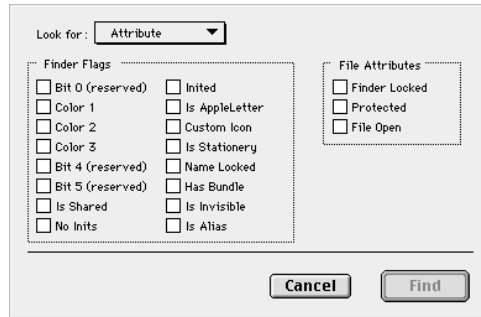 Look for: Attribute
Finder Flags
Bit 0 (reserved)
Color 1
Color 2
Color 3
Bit 4 (reserved)
Bit 5 (reserved)
Is Shared
No Inits
Inited
Is AppleLetter
Custom Icon
Is Stationery
Name Locked
Has Bundle
Is Invisible
Is Alias
File Attributes
Finder Locked
Protected
File Open
Cancel
Find